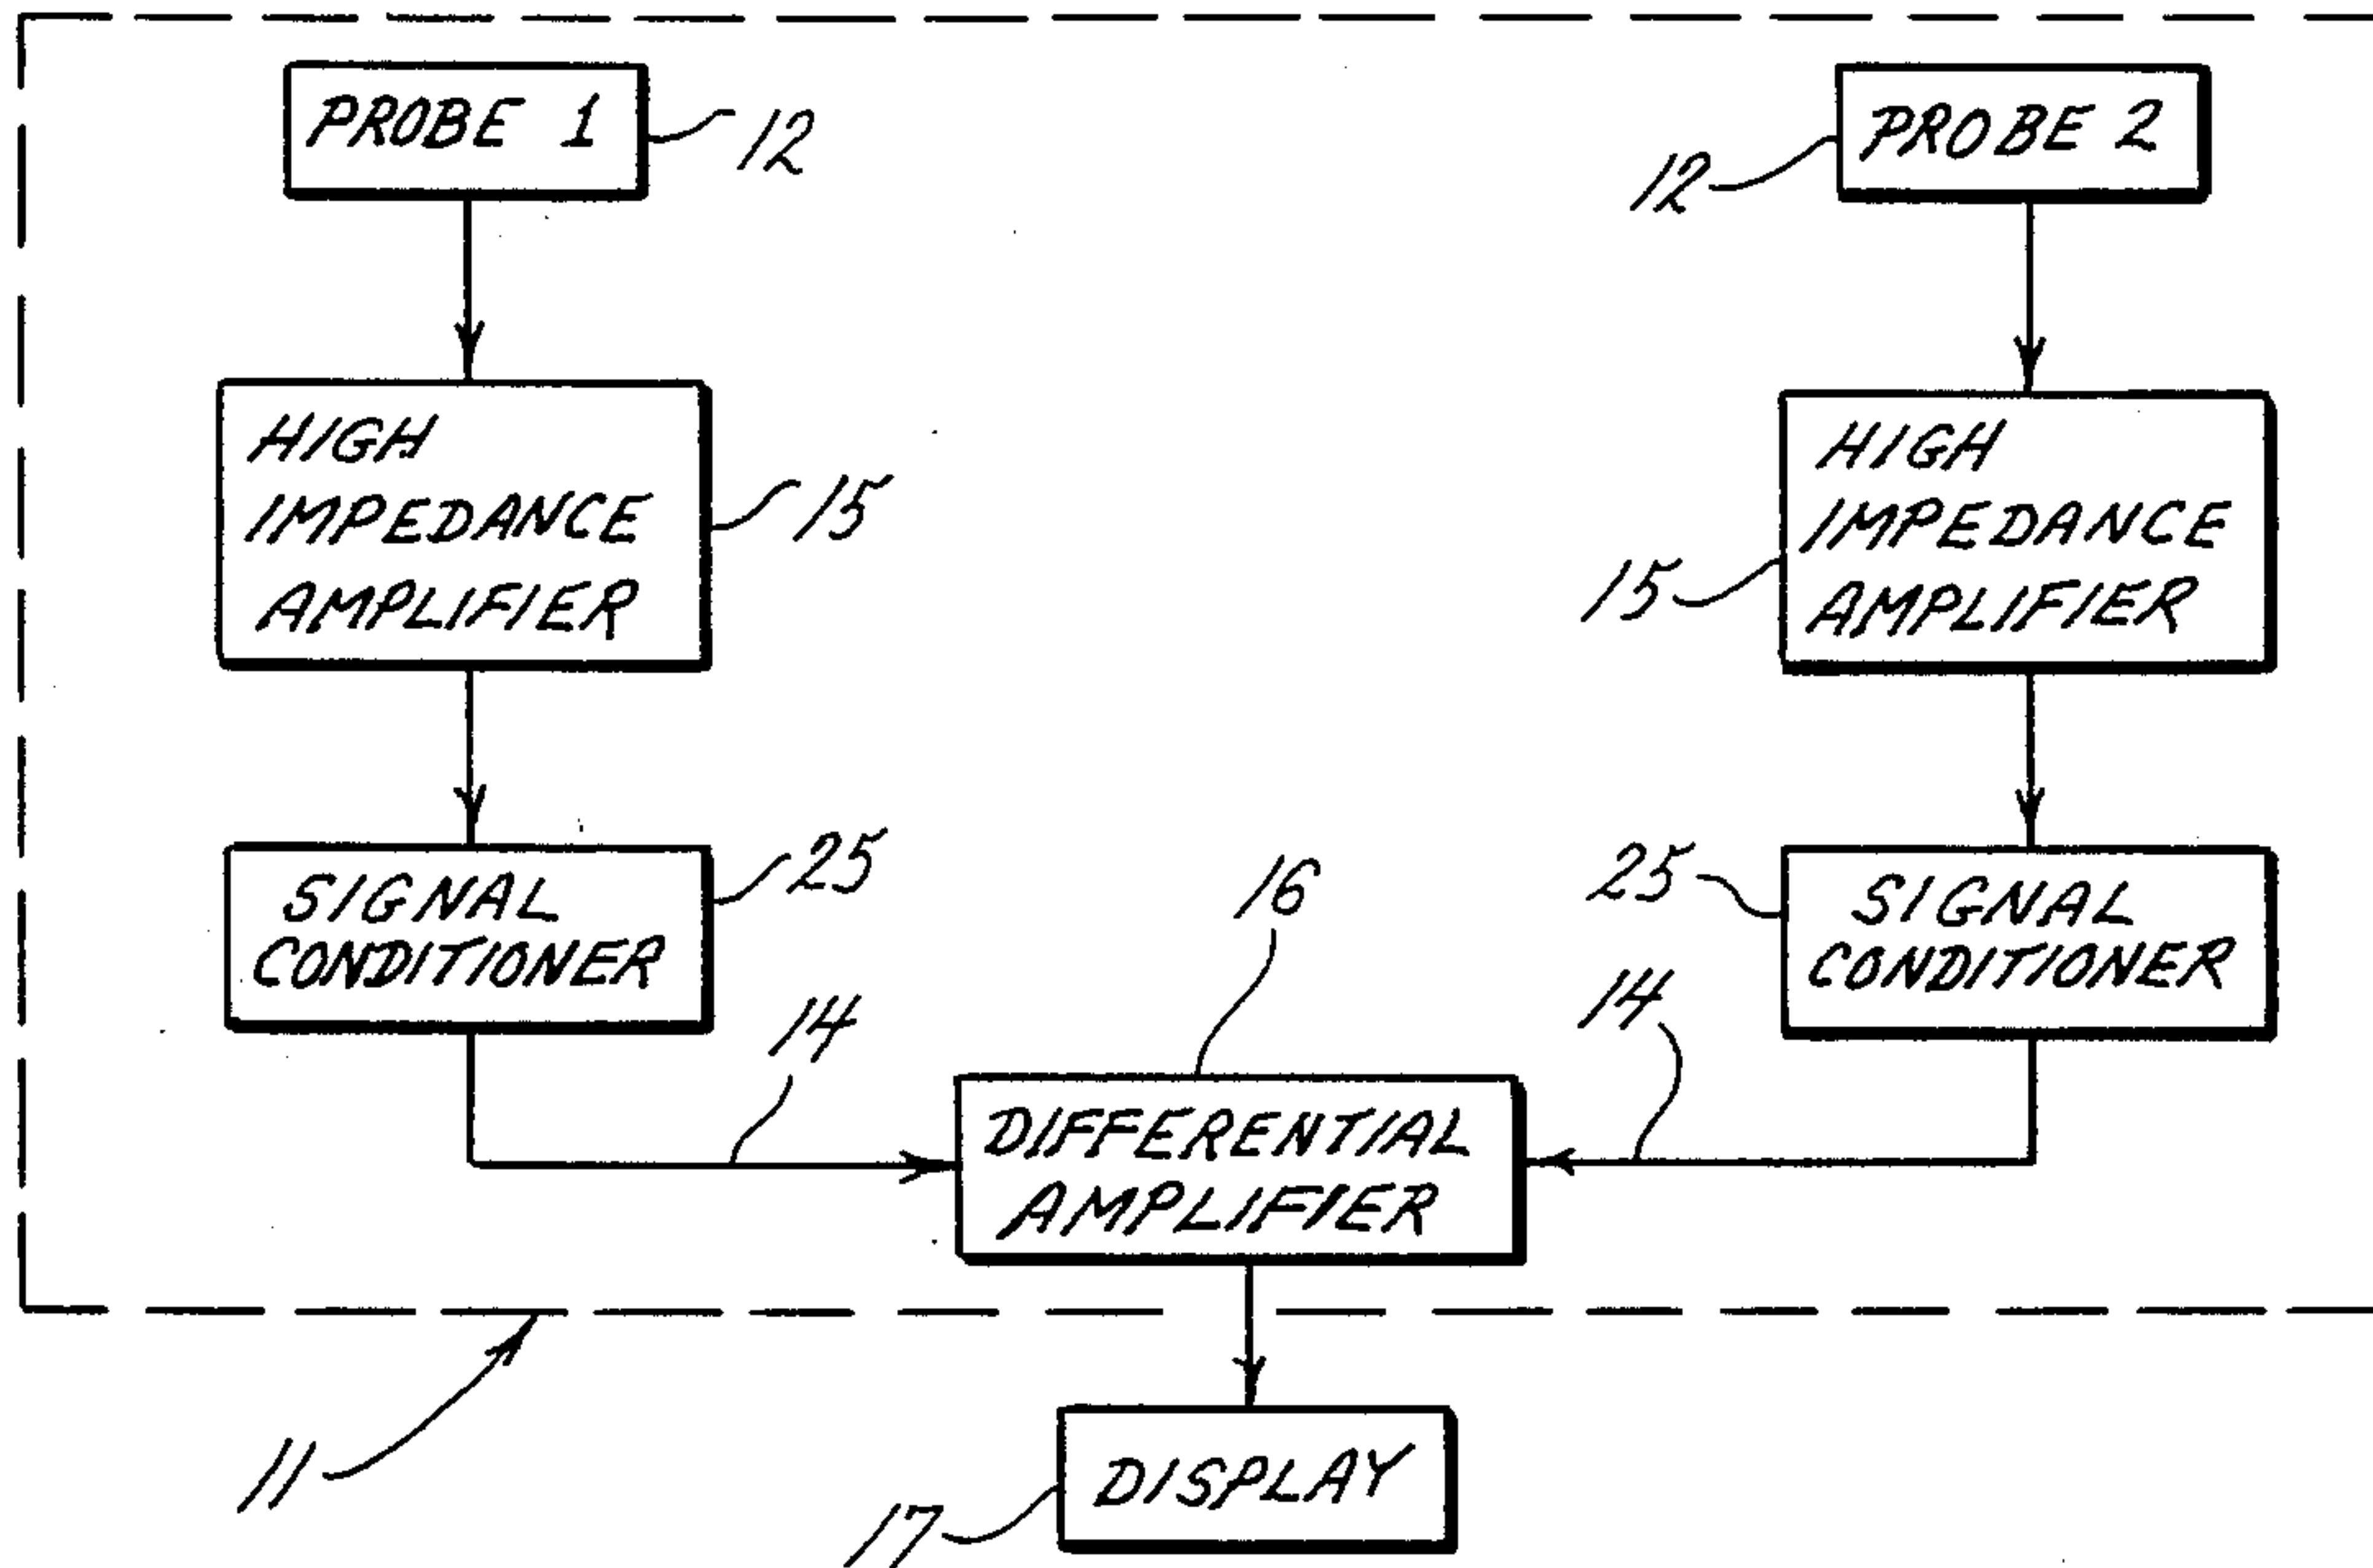 PROBE 1
12
PROBE 2
12
HIGH
IMPEDANCE
AMPLIFIER
15
HIGH
IMPEDANCE
AMPLIFIER
15
SIGNAL
CONDITIONER
25
SIGNAL
CONDITIONER
25
16
14
14
DIFFERENTIAL
AMPLIFIER
11
DISPLAY
17